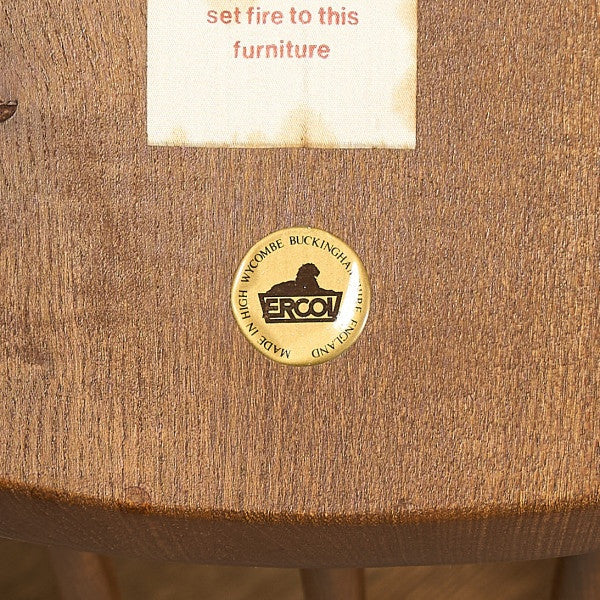 set fire to this
furniture
MADE IN HIGH WYCOMBE BUCKINGHAMSHIRE ENGLAND
ERCOL